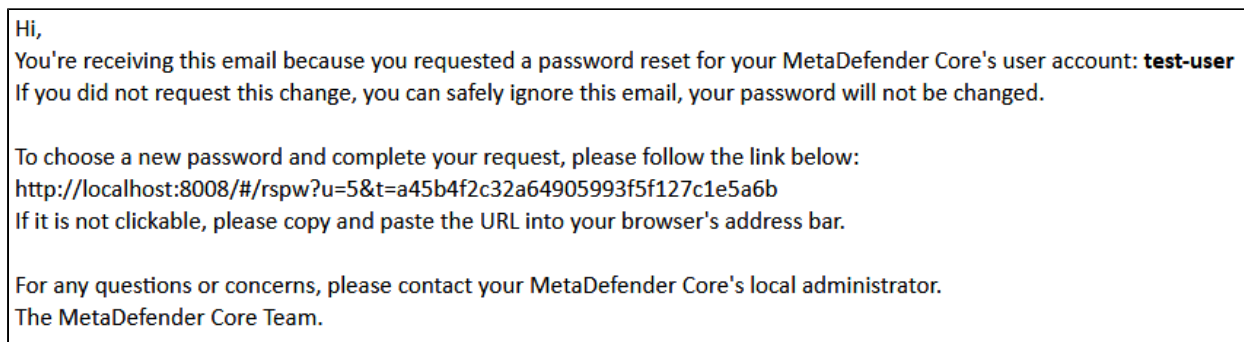 Hi,
You're receiving this email because you requested a password reset for your MetaDefender Core's user account: test-user
If you did not request this change, you can safely ignore this email, your password will not be changed.
To choose a new password and complete your request, please follow the link below:
http://localhost:8008/#/rspw?u=5&t=a45b4f2c32a64905993f5f127c1e5a6b
If it is not clickable, please copy and paste the URL into your browser's address bar.
For any questions or concerns, please contact your MetaDefender Core's local administrator.
The MetaDefender Core Team.